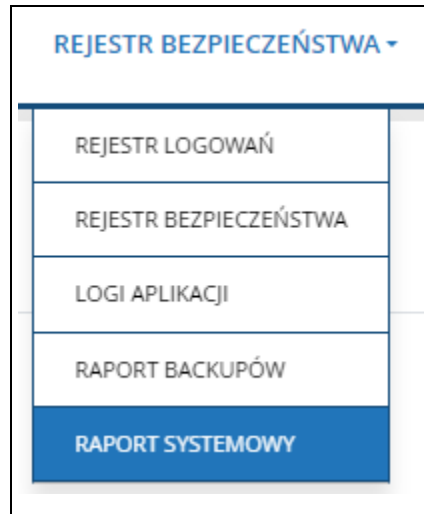 REJESTR BEZPIECZEŃSTWA
REJESTR LOGOWAŃ
REJESTR BEZPIECZEŃSTWA
LOGI APLIKACJI
RAPORT BACKUPÓW
RAPORT SYSTEMOWY